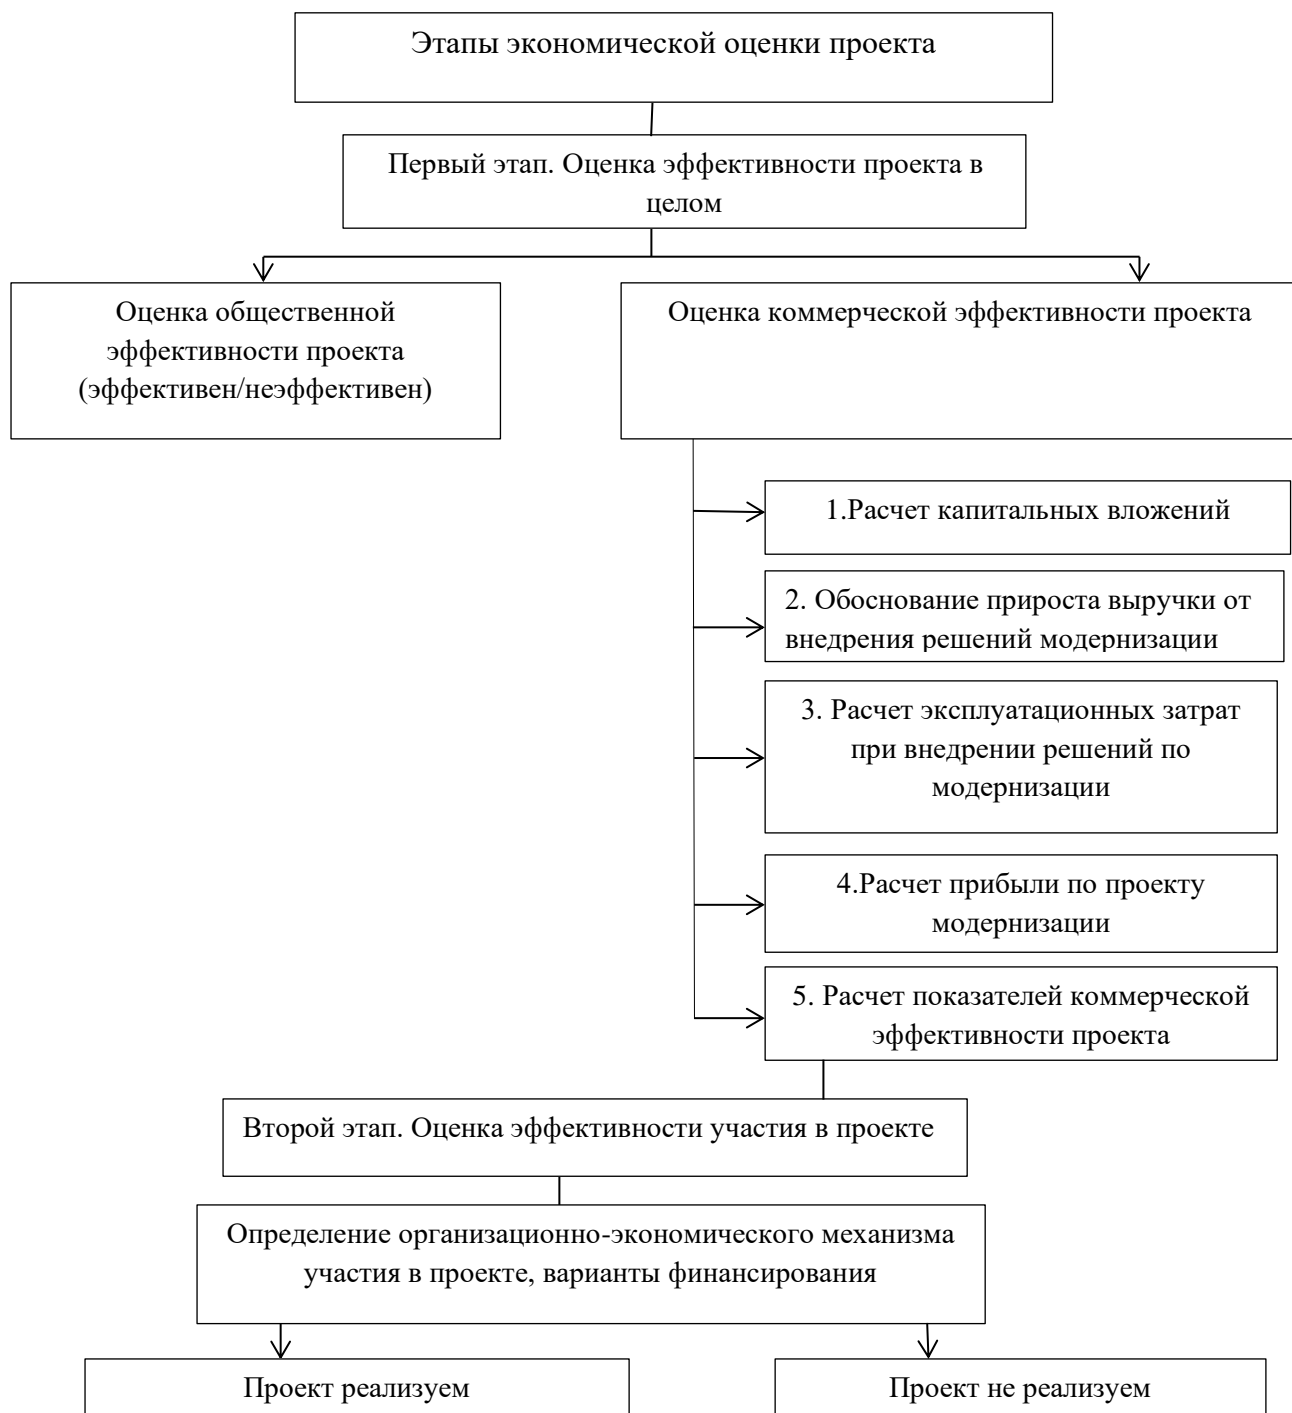 Этапы экономической оценки проекта
Первый этап. Оценка эффективности проекта в
целом
Оценка общественной
эффективности проекта
(эффективен/неэффективен)
Оценка коммерческой эффективности проекта
1.Расчет капитальных вложений
2. Обоснование прироста выручки от
внедрения решений модернизации
3. Расчет эксплуатационных затрат
при внедрении решений по
модернизации
4.Расчет прибыли по проекту
модернизации
5. Расчет показателей коммерческой
эффективности проекта
Второй этап. Оценка эффективности участия в проекте
Определение организационно-экономического механизма
участия в проекте, варианты финансирования
Проект реализуем
Проект не реализуем